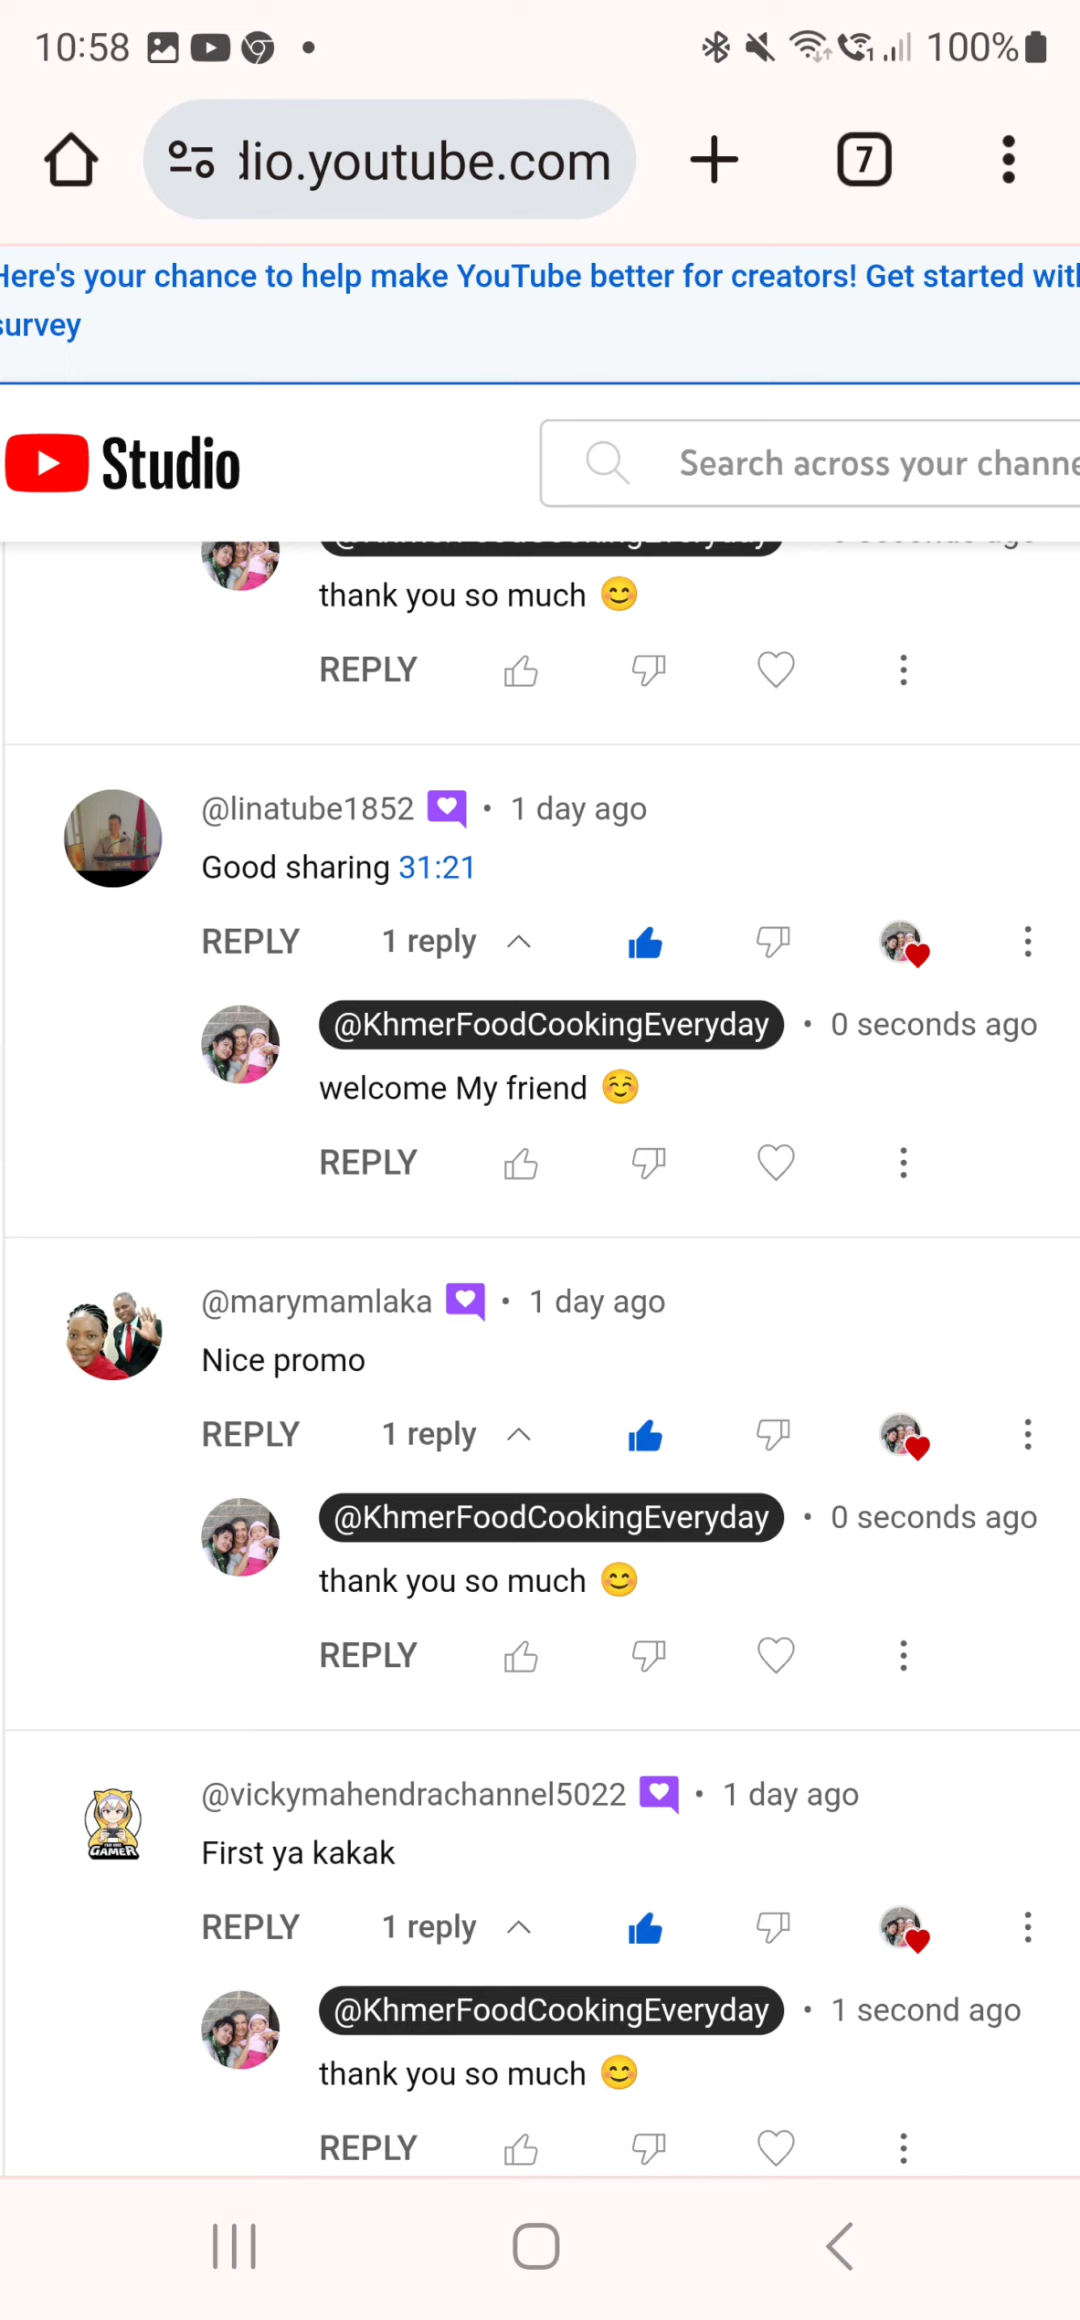 10:58
100%
dio.youtube.com
7
Here's your chance to help make YouTube better for creators! Get started with
survey
Studio
Search across your channe
thank you so much 😊
REPLY
@linatube1852 • 1 day ago
Good sharing 31:21
REPLY 1 reply
@KhmerFoodCookingEveryday • 0 seconds ago
welcome My friend ☺️
REPLY
@marymamlaka • 1 day ago
Nice promo
REPLY 1 reply
@KhmerFoodCookingEveryday • 0 seconds ago
thank you so much 😊
REPLY
@vickymahendrachannel5022 • 1 day ago
GAMER
First ya kakak
REPLY 1 reply
@KhmerFoodCookingEveryday • 1 second ago
thank you so much 😊
REPLY